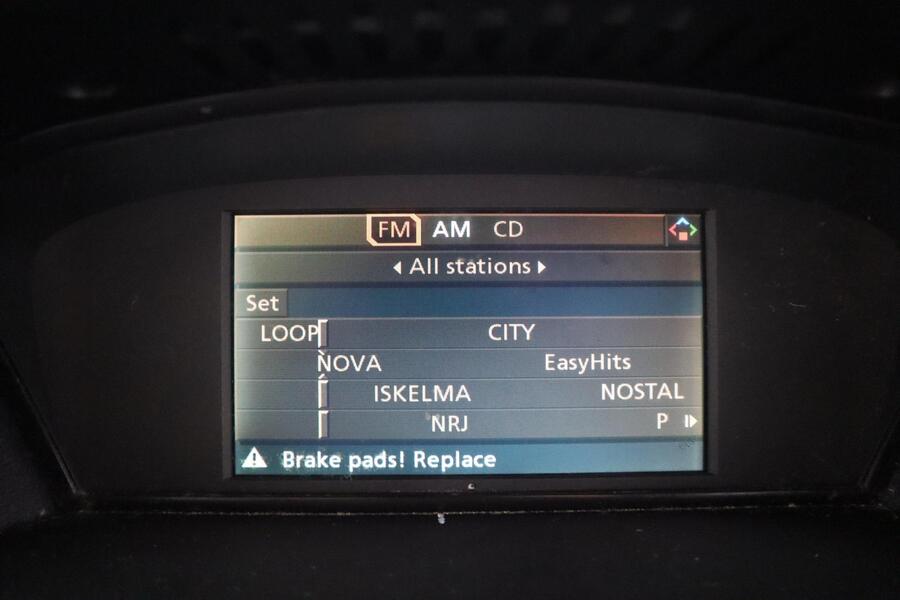 FM AM CD
All stations
Set
LOOP CITY
NOVA EasyHits
ISKELMA NOSTAL
NRJ P
Brake pads! Replace